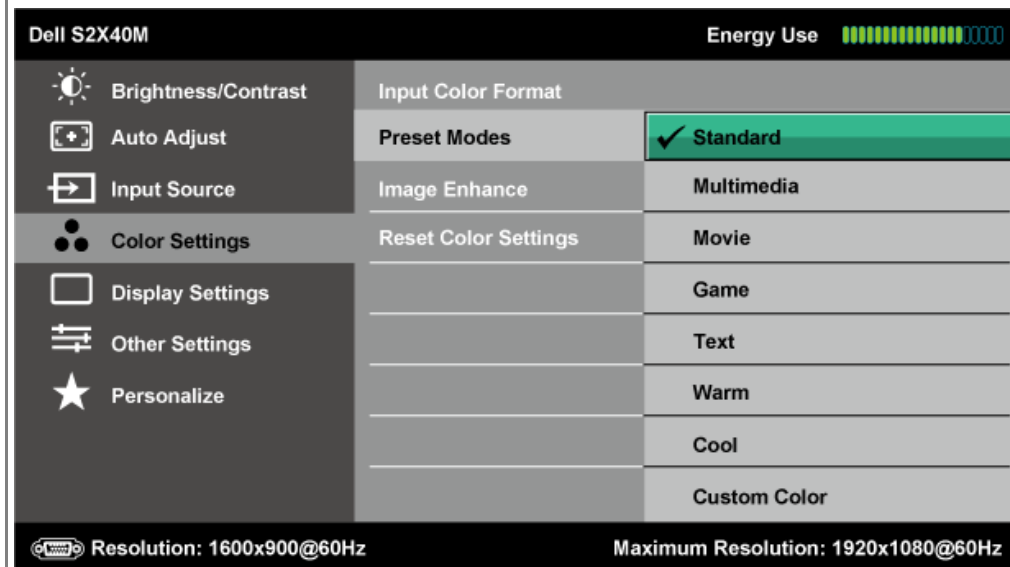 Dell S2X40M Energy Use
Brightness/Contrast Input Color Format
Auto Adjust Preset Modes Standard
Input Source Image Enhance Multimedia
Color Settings Reset Color Settings Movie
Display Settings Game
Other Settings Text
Personalize Warm
Cool
Custom Color
Resolution: 1600x900@60Hz Maximum Resolution: 1920x1080@60Hz